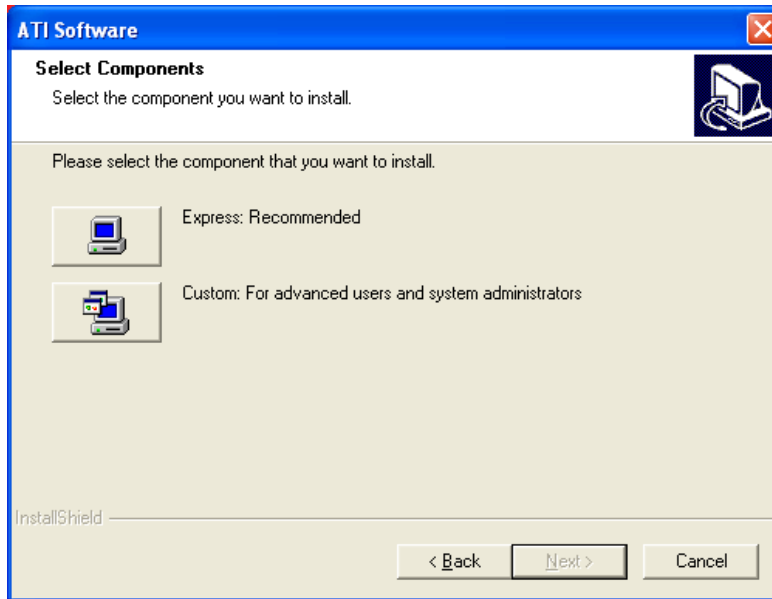 ATI Software
Select Components
Select the component you want to install.
Please select the component that you want to install.
Express: Recommended
Custom: For advanced users and system administrators
InstallShield
< Back Next > Cancel